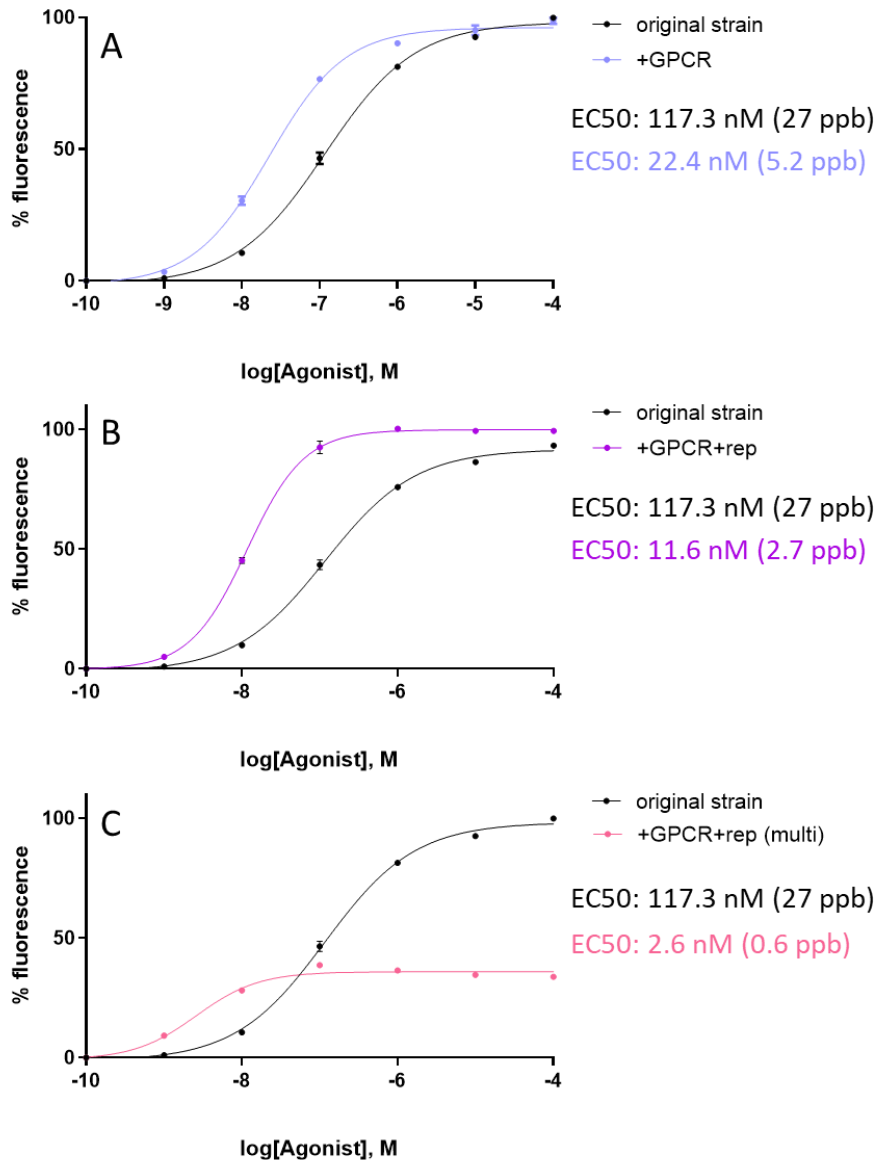 A
100
50
0
% fluorescence
-10 -9 -8 -7 -6 -5 -4
log[Agonist], M
original strain
+GPCR
EC50: 117.3 nM (27 ppb)
EC50: 22.4 nM (5.2 ppb)
B
100
50
0
% fluorescence
-10 -8 -6 -4
log[Agonist], M
original strain
+GPCR+rep
EC50: 117.3 nM (27 ppb)
EC50: 11.6 nM (2.7 ppb)
C
100
50
0
% fluorescence
-10 -8 -6 -4
log[Agonist], M
original strain
+GPCR+rep (multi)
EC50: 117.3 nM (27 ppb)
EC50: 2.6 nM (0.6 ppb)